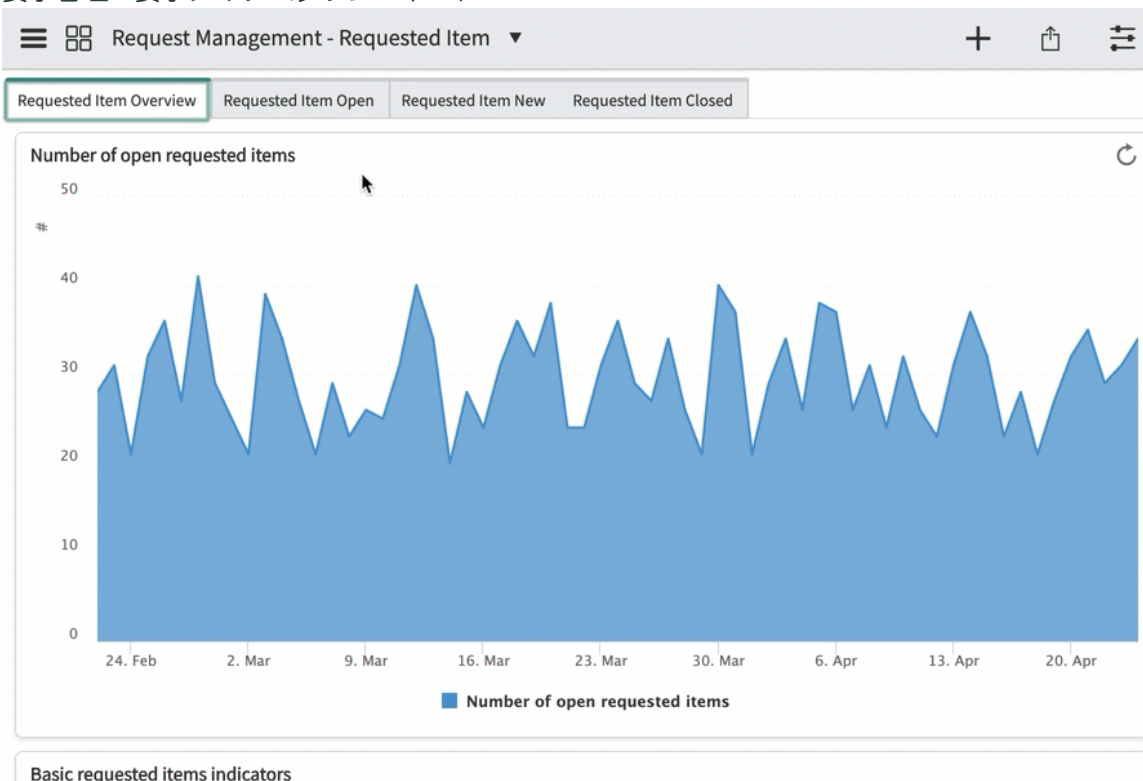 Request Management - Requested Item ▼
Requested Item Overview Requested Item Open Requested Item New Requested Item Closed
Number of open requested items
50
#
40
30
20
10
0
24. Feb 2. Mar 9. Mar 16. Mar 23. Mar 30. Mar 6. Apr 13. Apr 20. Apr
Number of open requested items
Basic requested items indicators